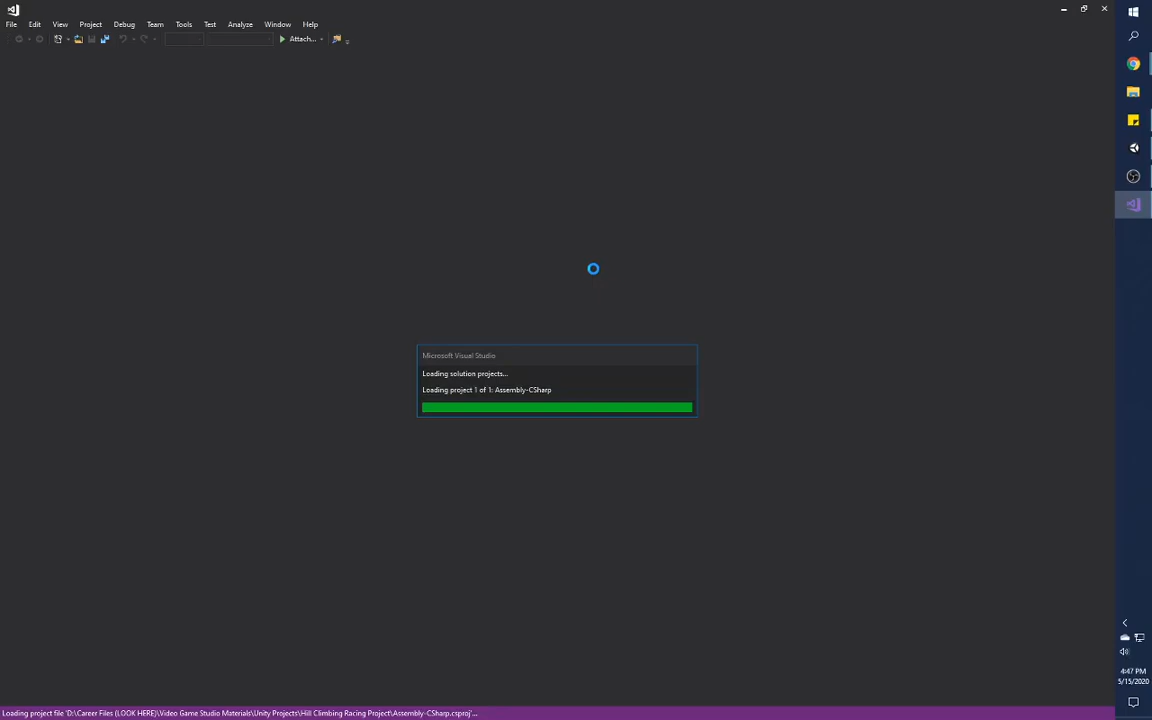 File Edit View Project Debug Team Tools Test Analyze Window Help
Attach...
Microsoft Visual Studio
Loading solution projects...
Loading project 1 of 1: Assembly-CSharp
4:47 PM
5/15/2020
Loading project file 'D:\Career Files (LOOK HERE)\Video Game Studio Materials\Unity Projects\Hill Climbing Racing Project\Assembly-CSharp.csproj'...